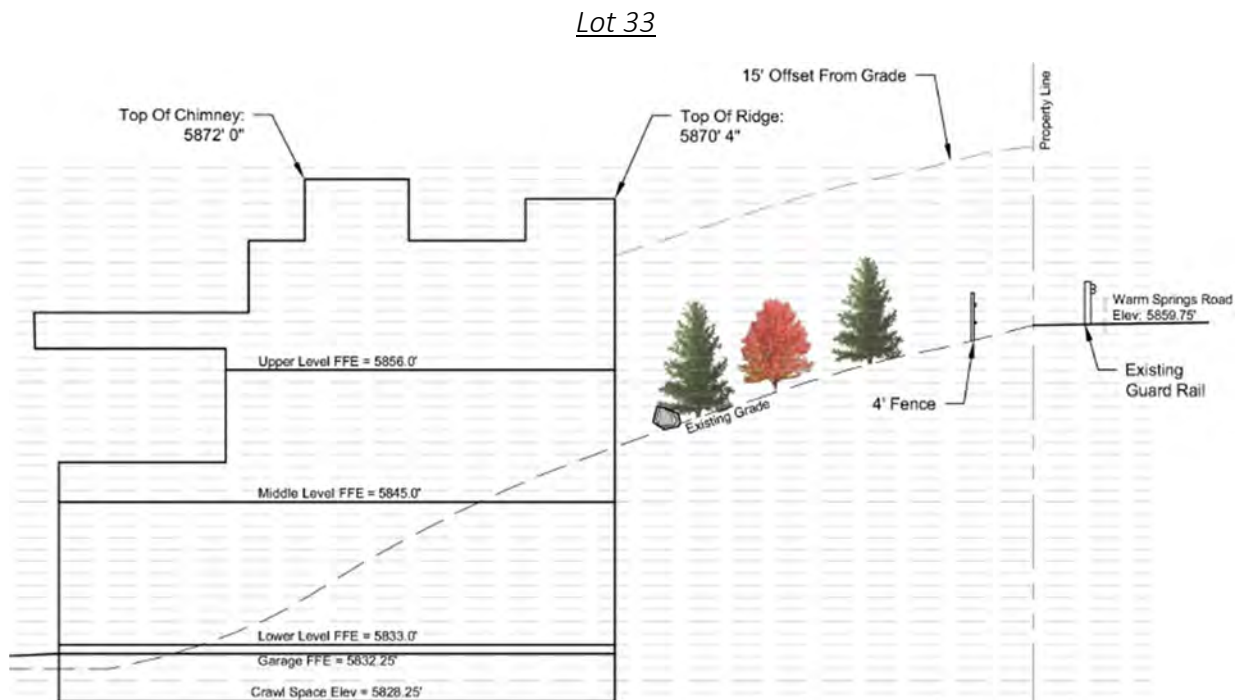 Lot 33
15' Offset From Grade
Property Line
Top Of Chimney:
5872' 0"
Top Of Ridge:
5870' 4"
Warm Springs Road
Elev: 5859.75'
Upper Level FFE = 5856.0'
Existing
Guard Rail
4' Fence
Existing Grade
Middle Level FFE = 5845.0'
Lower Level FFE = 5833.0'
Garage FFE = 5832.25'
Crawl Space Elev = 5828.25'